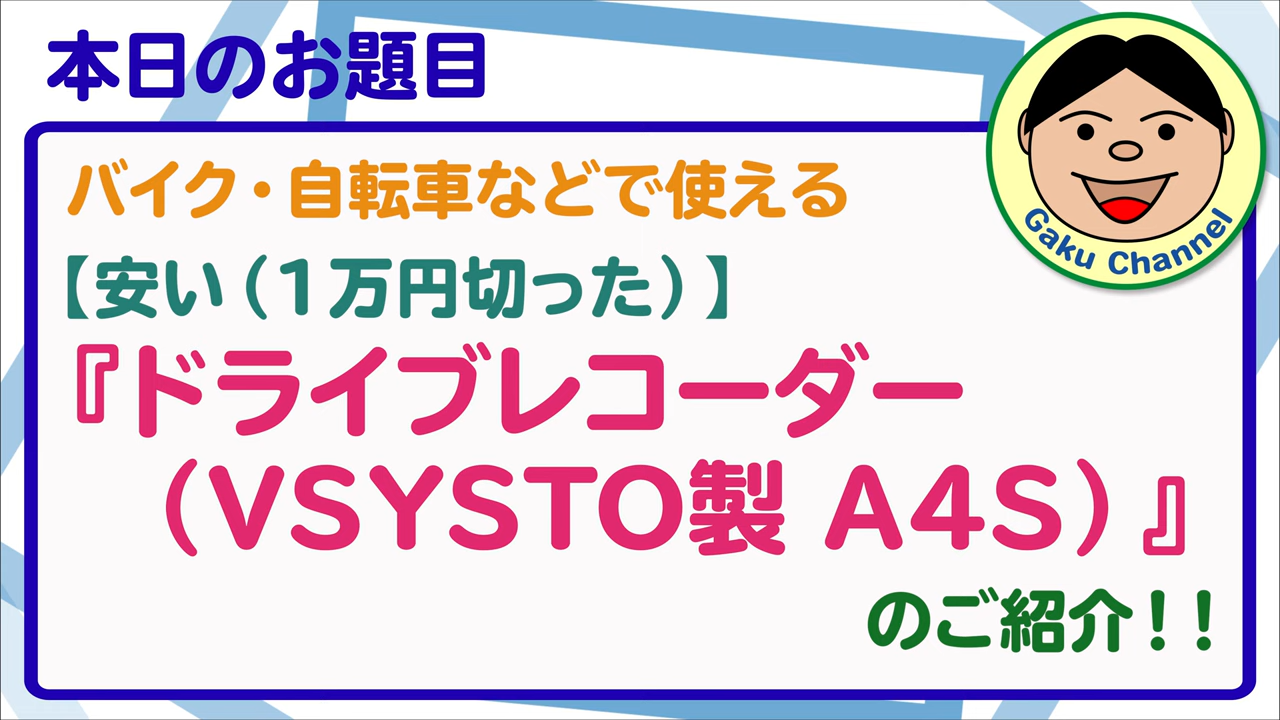 本日のお題目
バイク・自転車などで使える
【安い(1万円切った)】
『ドライブレコーダー
(VSYSTO製 A4S)』
のご紹介!!
Gaku Channel